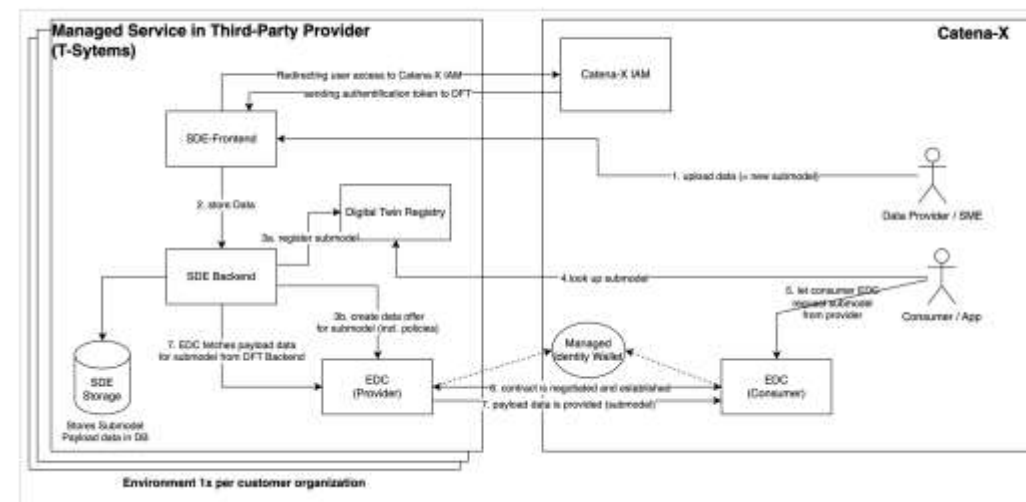 Managed Service in Third-Party Provider
(T-Sytems)
Catena-X
Redirecting user access to Catena-X IAM
sending authentification token to DFT
Catena-X IAM
SDE-Frontend
1. upload data (= new submodel)
Data Provider / SME
2. store Data
Digital Twin Registry
3a. register submodel
SDE Backend
4.look up submodel
5. let consumer EDC
request submodel
from provider
Consumer / App
3b. create data offer
for submodel (incl. policies)
7. EDC fetches payload data
for submodel from DFT Backend
Managed
Identity Wallet
SDE
Storage
EDC
(Provider)
6. contract is negotiated and established
7. payload data is provided (submodel)
EDC
(Consumer)
Stores Submodel
Payload data in DB
Environment 1x per customer organization